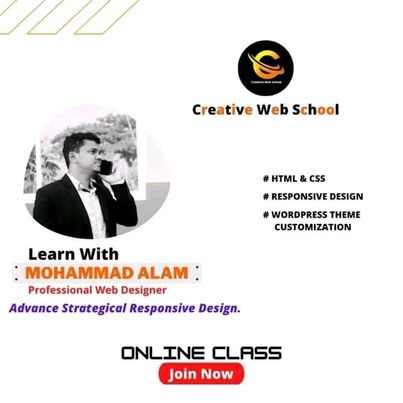 Creative Web School
Creative Web School
# HTML & CSS
# RESPONSIVE DESIGN
# WORDPRESS THEME
CUSTOMIZATION
Learn With
: MOHAMMAD ALAM :
Professional Web Designer
Advance Strategical Responsive Design.
ONLINE CLASS
Join Now